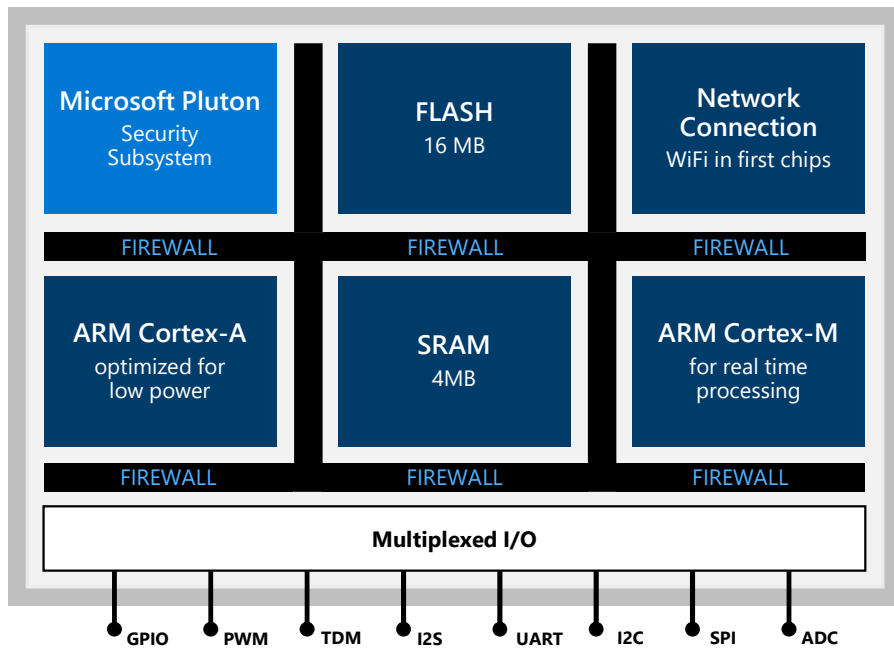 Microsoft Pluton
Security
Subsystem
FLASH
16 MB
Network
Connection
WiFi in first chips
FIREWALL
FIREWALL
FIREWALL
ARM Cortex-A
optimized for
low power
SRAM
4MB
ARM Cortex-M
for real time
processing
FIREWALL
FIREWALL
FIREWALL
Multiplexed I/O
GPIO
PWM
TDM
I2S
UART
I2C
SPI
ADC